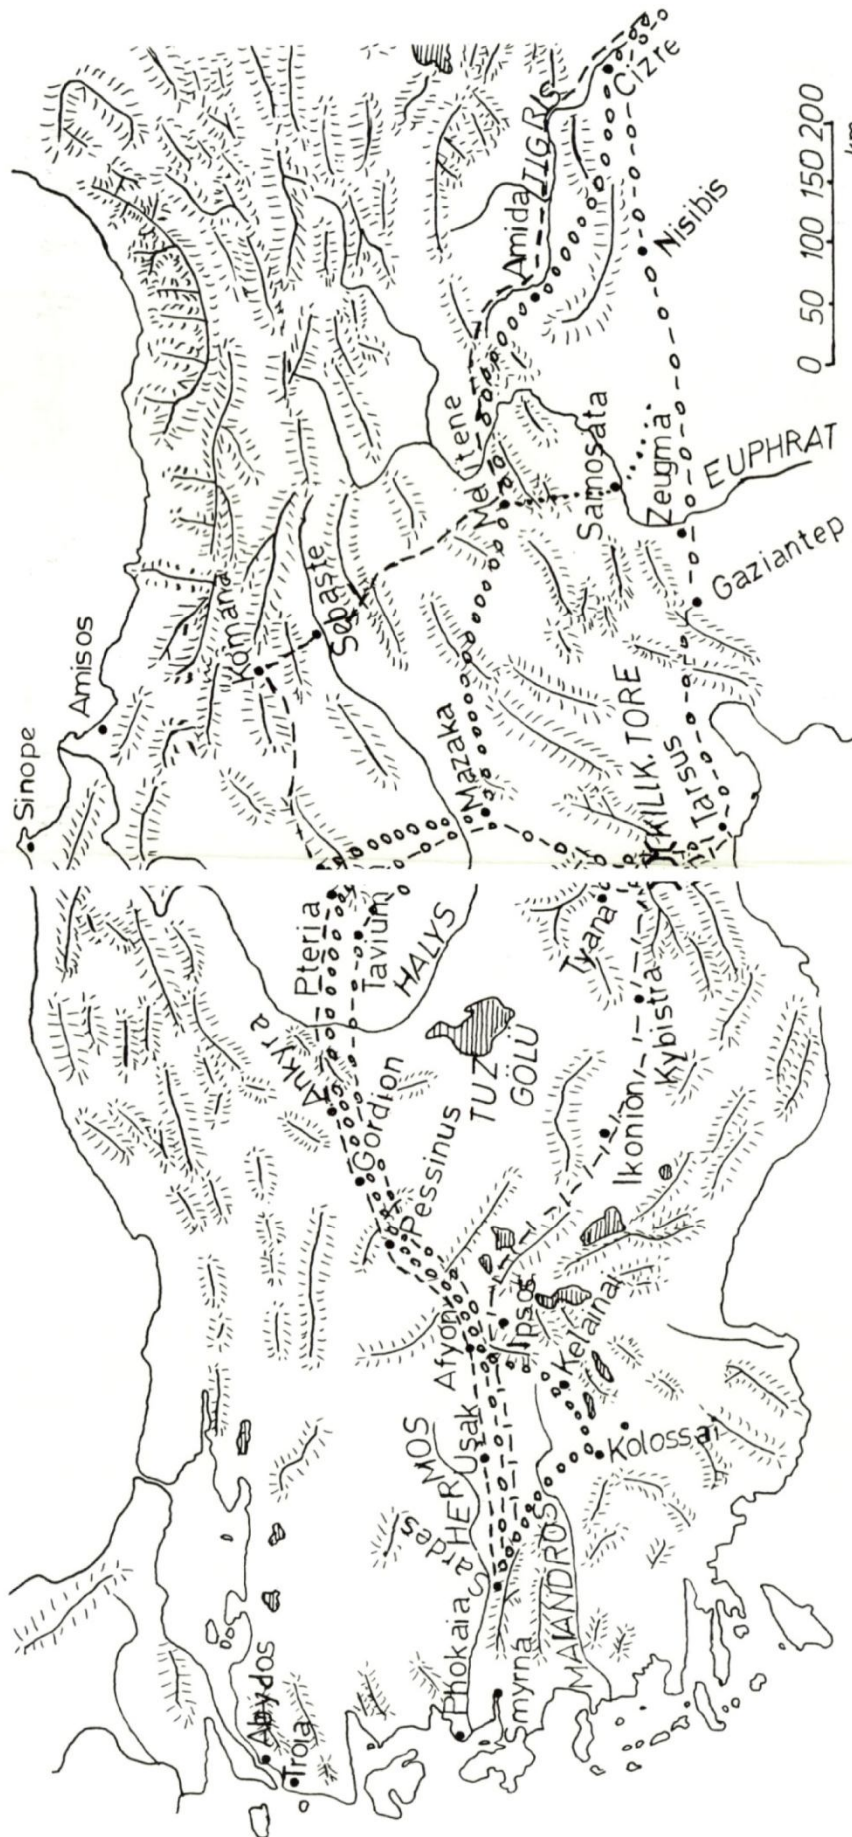 Sinope
Amisos
Komana
Sebaste
Mazaka
Melitene
Amida
TIGRIS
Cizre
Nisibis
Samosata
Zeugma
EUPHRAT
Gaziantep
KILIK. TORE
Tarsus
Tyana
Kybistra
Ikonion
Pteria
Tavium
HALYS
Ankyra
Gordion
Pessinus
TUZ
GÖLÜ
Afyon
Ipsos
Kelainai
Uşak
Kolossai
HERMOS
Sardes
MAIANDROS
Phokaia
Smyrna
Abydos
Troia
0 50 100 150 200
km